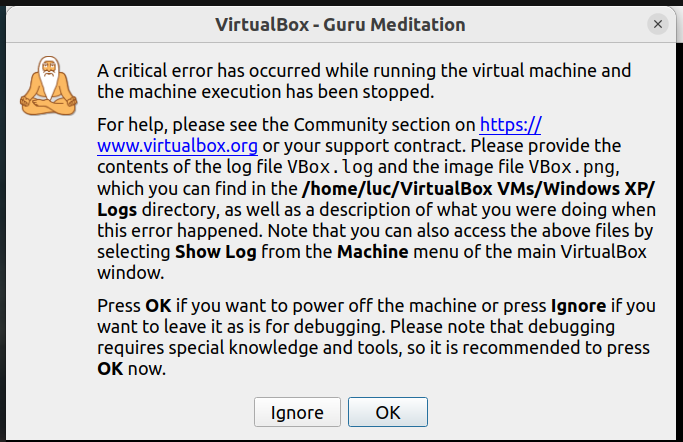 VirtualBox - Guru Meditation
A critical error has occurred while running the virtual machine and
the machine execution has been stopped.
For help, please see the Community section on https://
www.virtualbox.org or your support contract. Please provide the
contents of the log file VBox.log and the image file VBox.png,
which you can find in the /home/luc/VirtualBox VMs/Windows XP/
Logs directory, as well as a description of what you were doing when
this error happened. Note that you can also access the above files by
selecting Show Log from the Machine menu of the main VirtualBox
window.
Press OK if you want to power off the machine or press Ignore if you
want to leave it as is for debugging. Please note that debugging
requires special knowledge and tools, so it is recommended to press
OK now.
Ignore OK